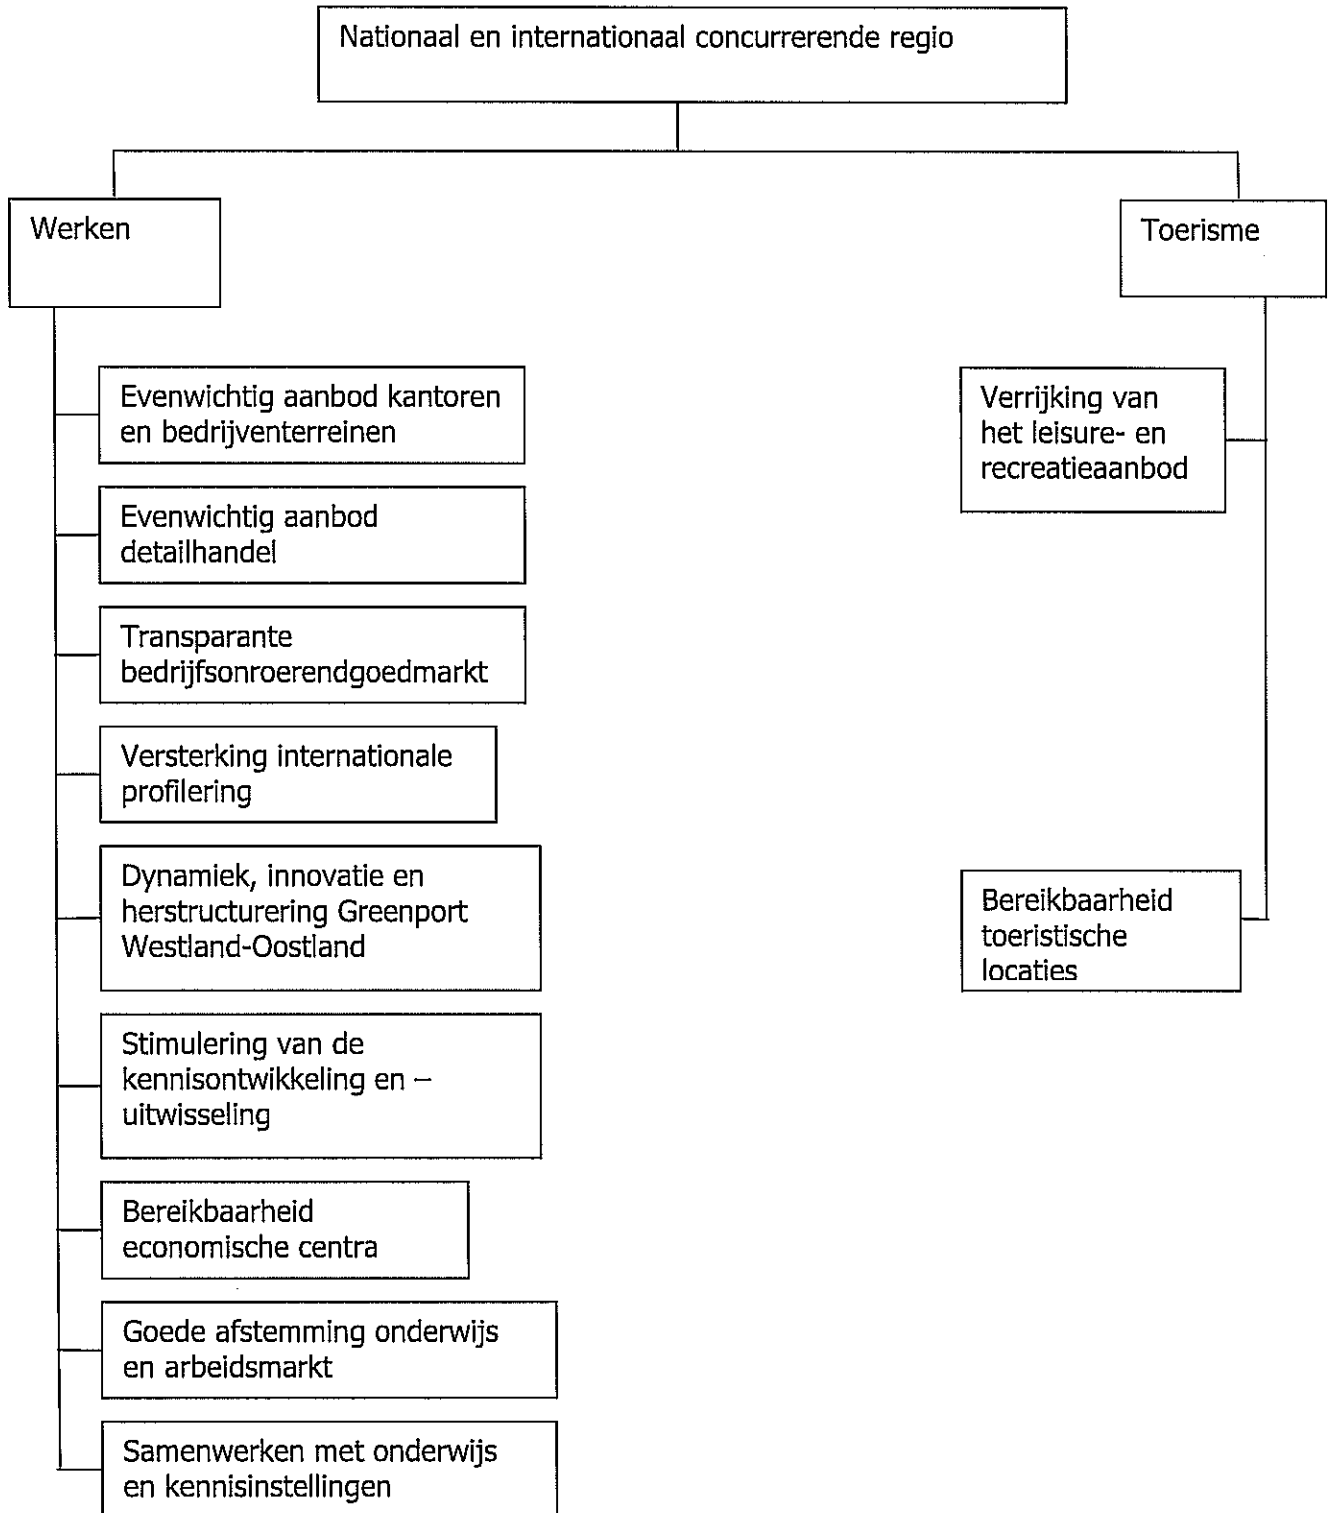 Nationaal en internationaal concurrerende regio
Werken
Toerisme
Evenwichtig aanbod kantoren
en bedrijventerreinen
Evenwichtig aanbod
detailhandel
Transparante
bedrijfsonroerendgoedmarkt
Versterking internationale
profilering
Dynamiek, innovatie en
herstructurering Greenport
Westland-Oostland
Stimulering van de
kennisontwikkeling en –
uitwisseling
Bereikbaarheid
economische centra
Goede afstemming onderwijs
en arbeidsmarkt
Samenwerken met onderwijs
en kennisinstellingen
Verrijking van
het leisure- en
recreatieaanbod
Bereikbaarheid
toeristische
locaties